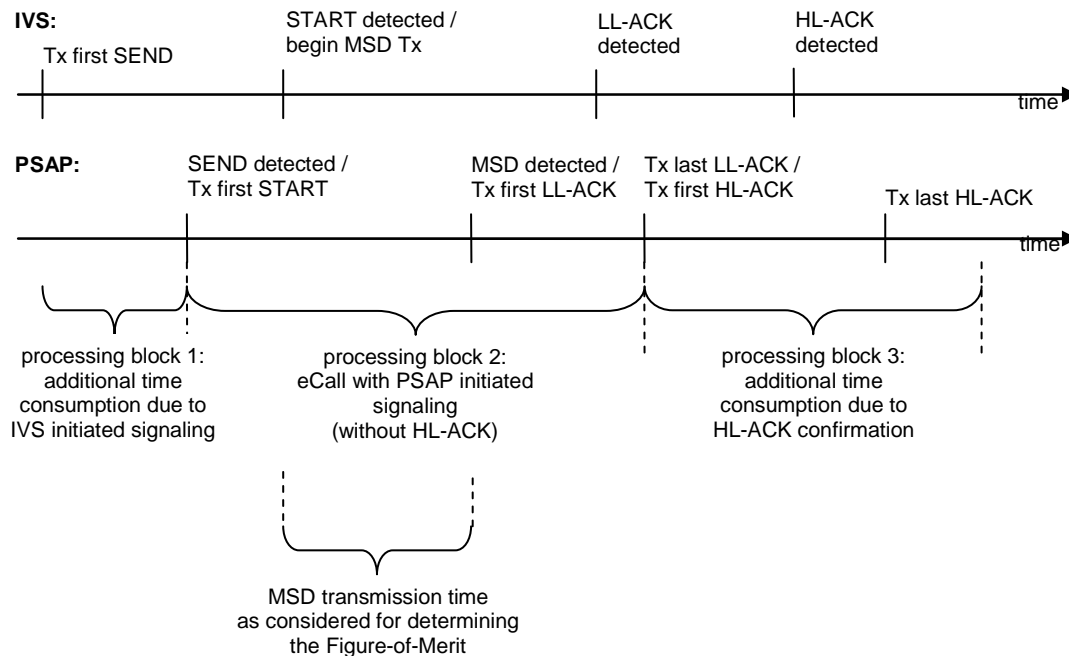 IVS:
Tx first SEND
START detected /
begin MSD Tx
LL-ACK
detected
HL-ACK
detected
time
PSAP:
SEND detected /
Tx first START
MSD detected /
Tx first LL-ACK
Tx last LL-ACK /
Tx first HL-ACK
Tx last HL-ACK
time
processing block 1:
additional time
consumption due to
IVS initiated signaling
processing block 2:
eCall with PSAP initiated
signaling
(without HL-ACK)
processing block 3:
additional time
consumption due to
HL-ACK confirmation
MSD transmission time
as considered for determining
the Figure-of-Merit